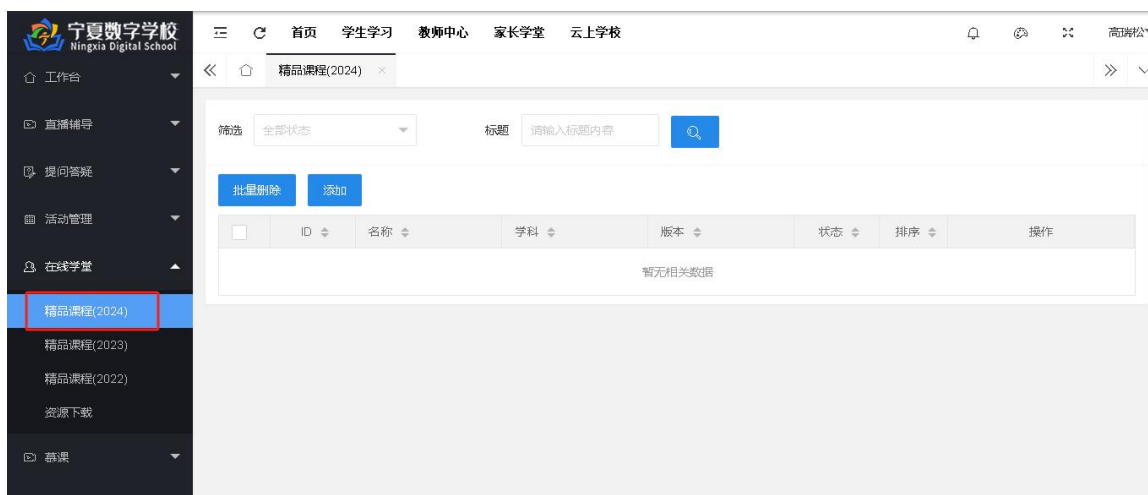 宁夏数字学校
Ningxia Digital School
首页 学生学习 教师中心 家长学堂 云上学校 高瑞松
工作台
精品课程(2024)
直播辅导
筛选 全部状态 标题 请输入标题内容
提问答疑
批量删除 添加
活动管理
ID 名称 学科 版本 状态 排序 操作
在线学堂
暂无相关数据
精品课程(2024)
精品课程(2023)
精品课程(2022)
资源下载
慕课